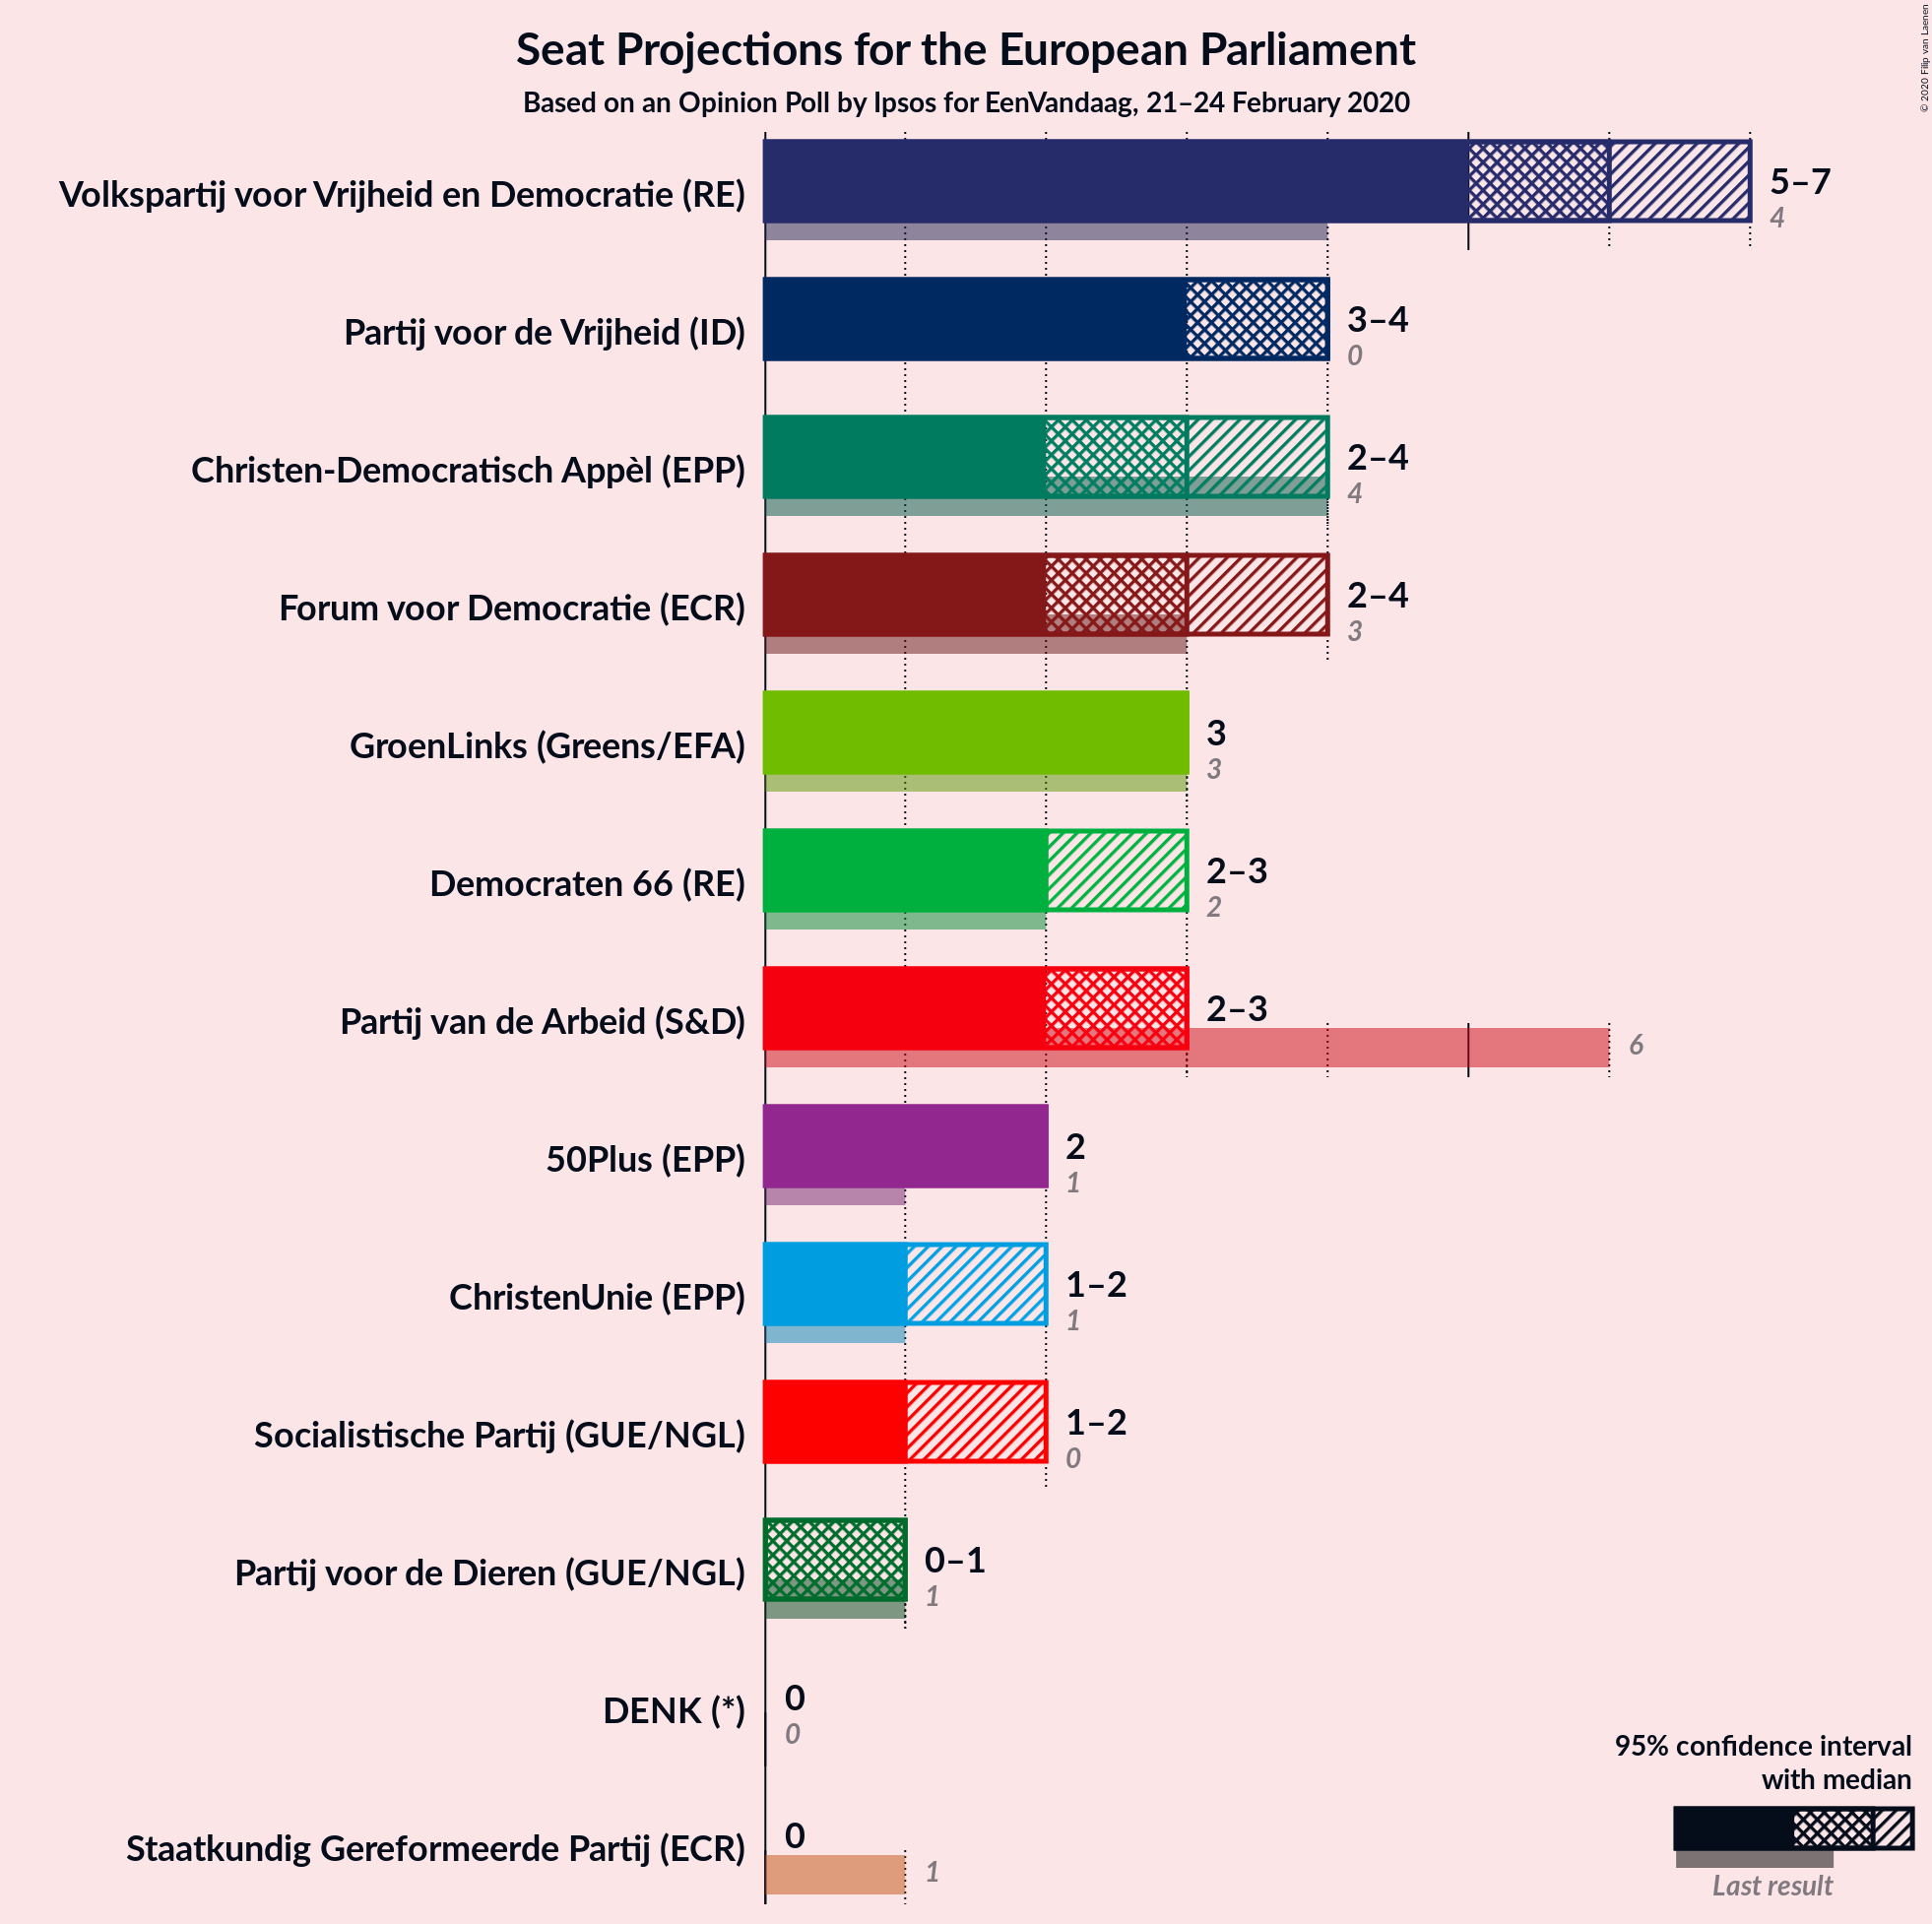 Seat Projections for the European Parliament
Based on an Opinion Poll by Ipsos for EenVandaag, 21–24 February 2020
© 2020 Filip van Laenen
Volkspartij voor Vrijheid en Democratie (RE)
5–7
4
Partij voor de Vrijheid (ID)
3–4
0
Christen-Democratisch Appèl (EPP)
2–4
4
Forum voor Democratie (ECR)
2–4
3
GroenLinks (Greens/EFA)
3
3
Democraten 66 (RE)
2–3
2
Partij van de Arbeid (S&D)
2–3
6
50Plus (EPP)
2
1
ChristenUnie (EPP)
1–2
1
Socialistische Partij (GUE/NGL)
1–2
0
Partij voor de Dieren (GUE/NGL)
0–1
1
DENK (*)
0
0
Staatkundig Gereformeerde Partij (ECR)
0
1
95% confidence interval
with median
Last result